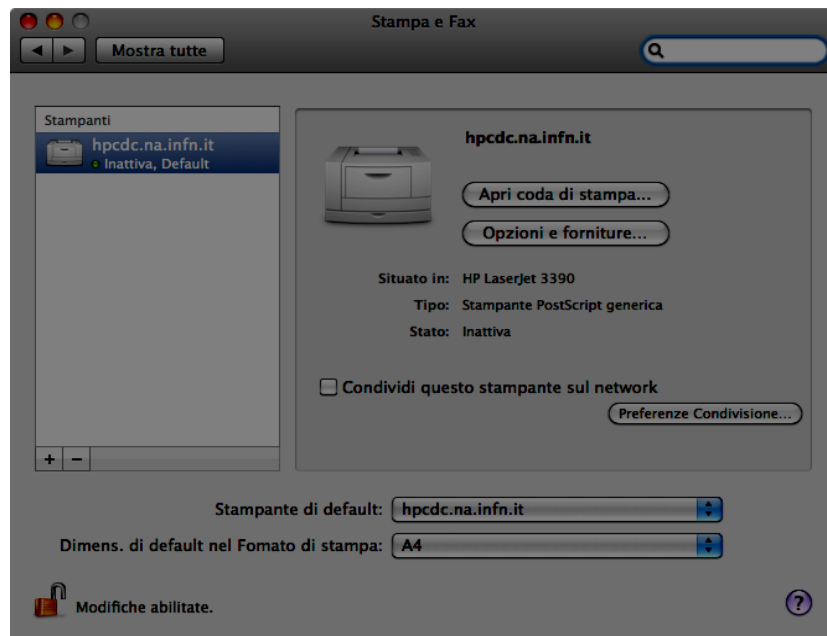 Stampa e Fax
Mostra tutte
Stampanti
hpcdc.na.infn.it
Inattiva, Default
hpcdc.na.infn.it
Apri coda di stampa...
Opzioni e forniture...
Situato in: HP LaserJet 3390
Tipo: Stampante PostScript generica
Stato: Inattiva
Condividi questo stampante sul network
Preferenze Condivisione...
+ −
Stampante di default: hpcdc.na.infn.it
Dimens. di default nel Fomato di stampa: A4
Modifiche abilitate.
?